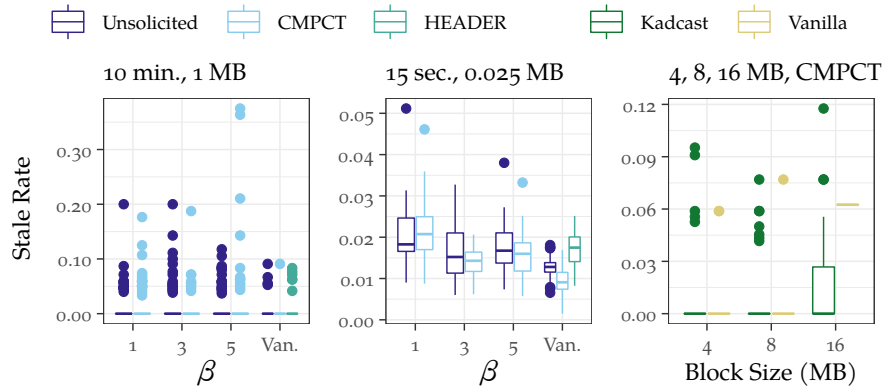 Unsolicited CMPCT HEADER Kadcast Vanilla
10 min., 1 MB 15 sec., 0.025 MB 4, 8, 16 MB, CMPCT
Stale Rate
0.30
0.20
0.10
0.00
1 3 5 Van.
β
0.05
0.04
0.03
0.02
0.01
0.00
1 3 5 Van.
β
0.12
0.09
0.06
0.03
0.00
4 8 16
Block Size (MB)